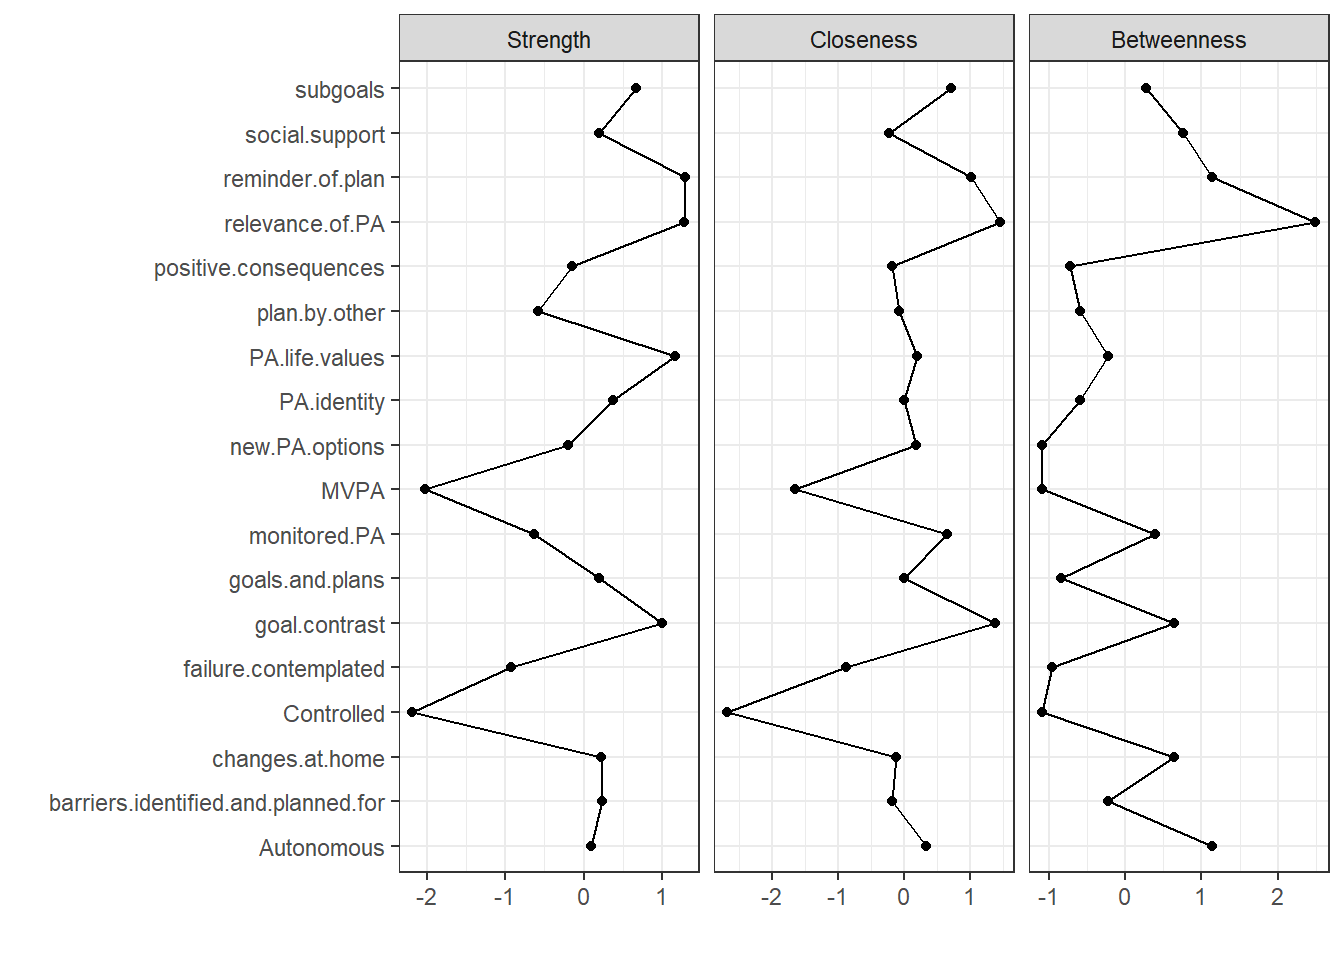 Strength Closeness Betweenness
subgoals
social.support
reminder.of.plan
relevance.of.PA
positive.consequences
plan.by.other
PA.life.values
PA.identity
new.PA.options
MVPA
monitored.PA
goals.and.plans
goal.contrast
failure.contemplated
Controlled
changes.at.home
barriers.identified.and.planned.for
Autonomous
-2 -1 0 1 -2 -1 0 1 -1 0 1 2